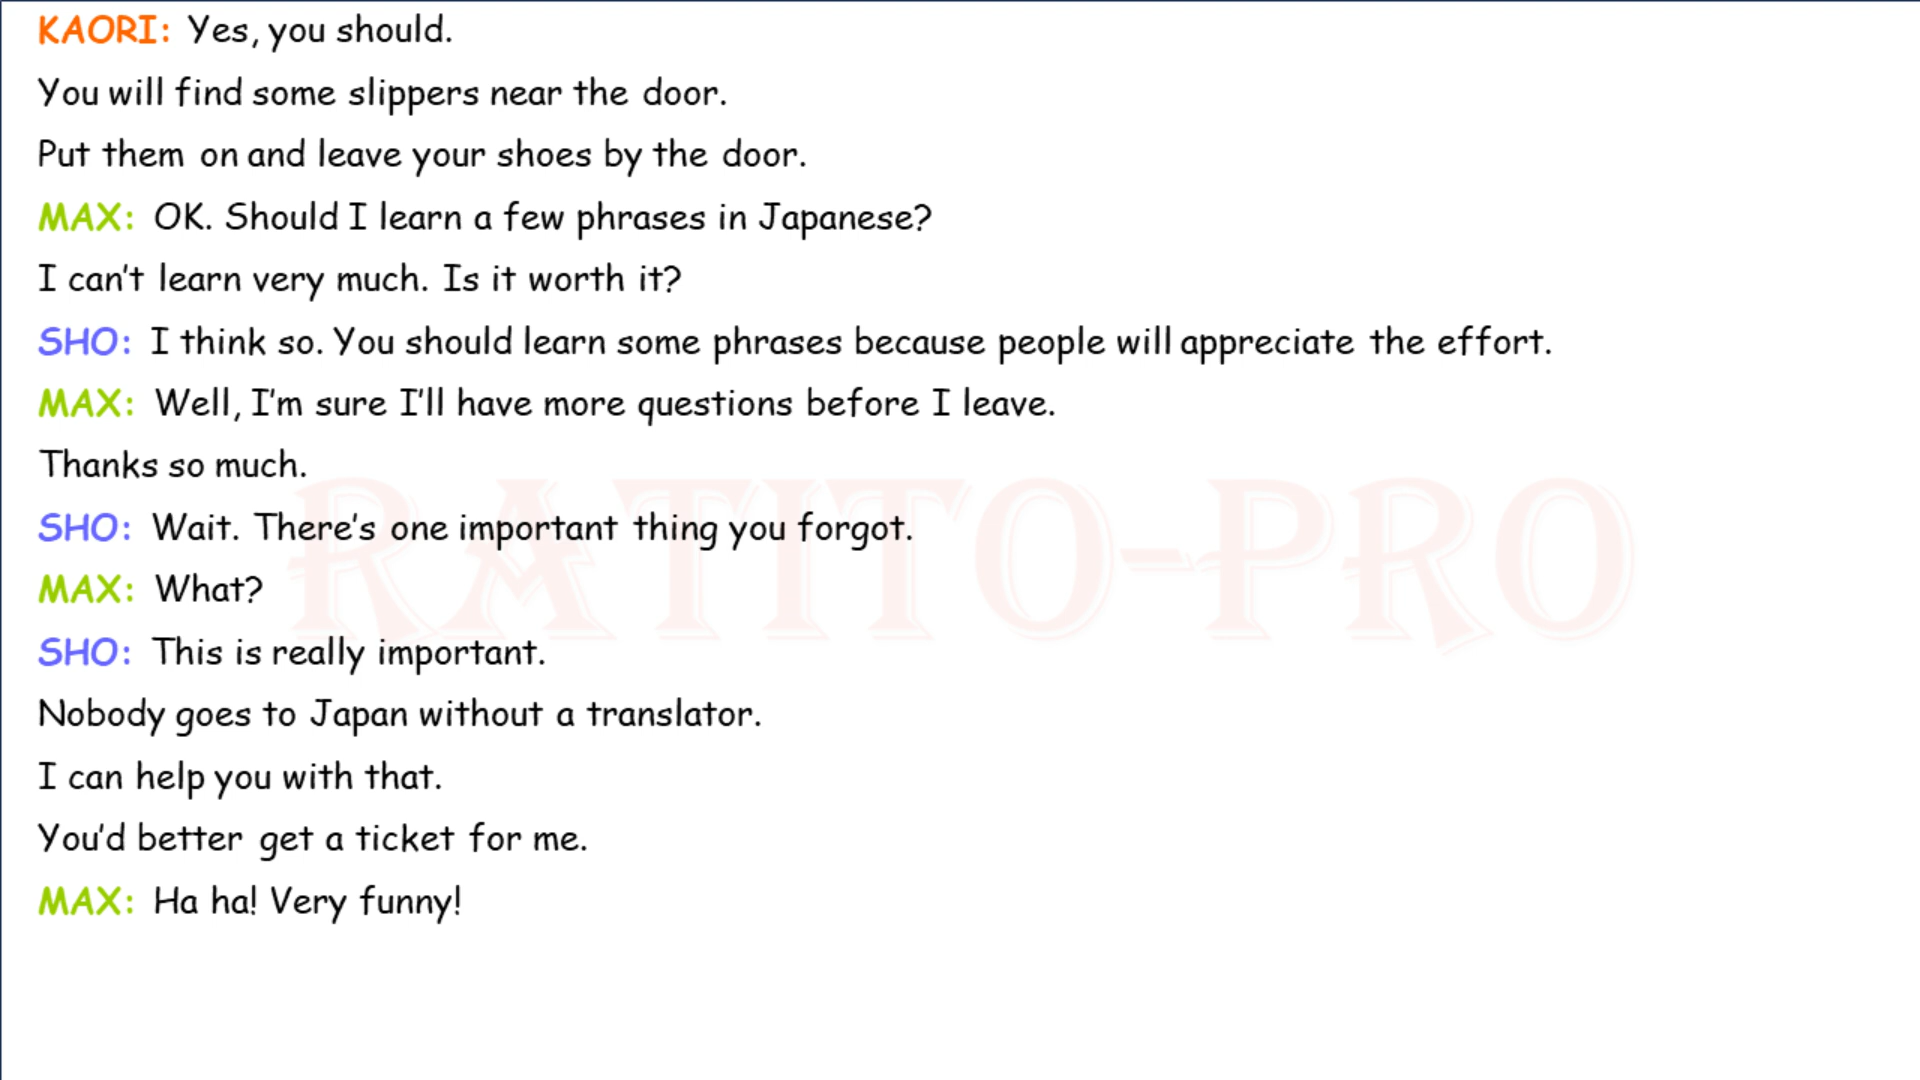 KAORI: Yes, you should.
You will find some slippers near the door.
Put them on and leave your shoes by the door.
MAX: OK. Should I learn a few phrases in Japanese?
I can't learn very much. Is it worth it?
SHO: I think so. You should learn some phrases because people will appreciate the effort.
MAX: Well, I'm sure I'll have more questions before I leave.
Thanks so much.
SHO: Wait. There's one important thing you forgot.
RATITO-PRO
MAX: What?
SHO: This is really important.
Nobody goes to Japan without a translator.
I can help you with that.
You'd better get a ticket for me.
MAX: Ha ha! Very funny!